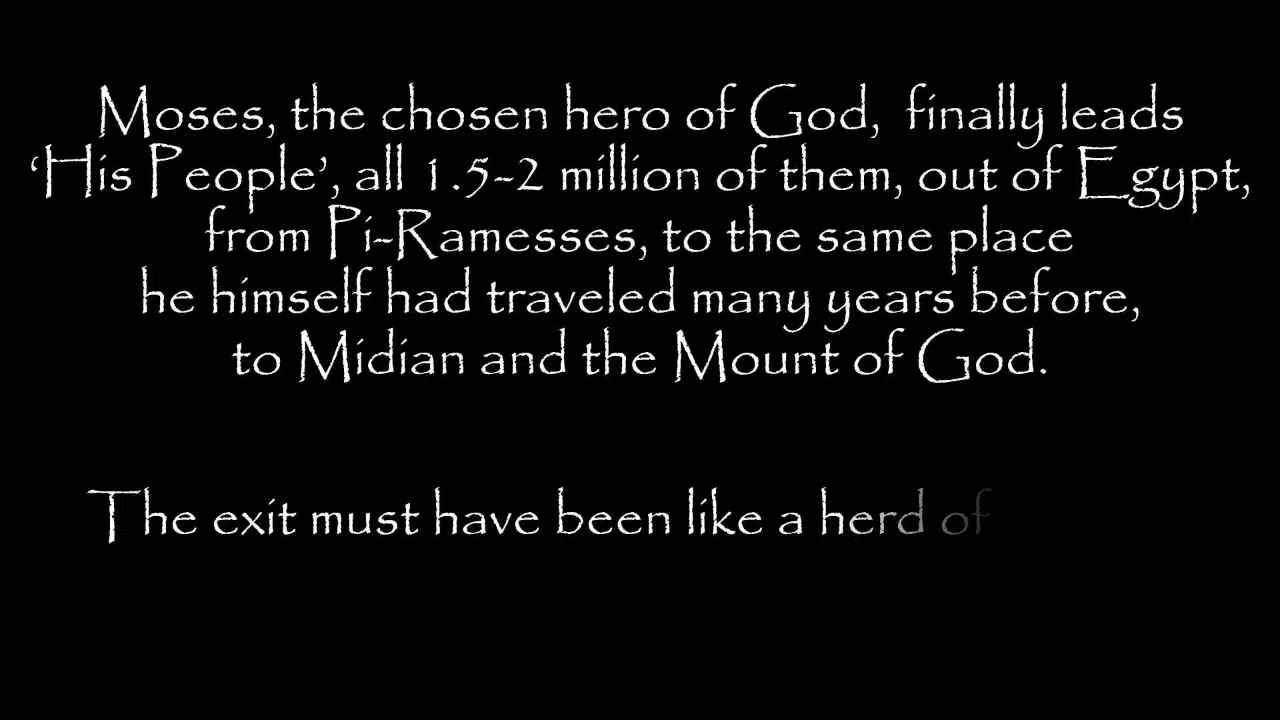 Moses, the chosen hero of God, finally leads
‘His People’, all 1.5-2 million of them, out of Egypt,
from Pi-Ramesses, to the same place
he himself had traveled many years before,
to Midian and the Mount of God.
The exit must have been like a herd of